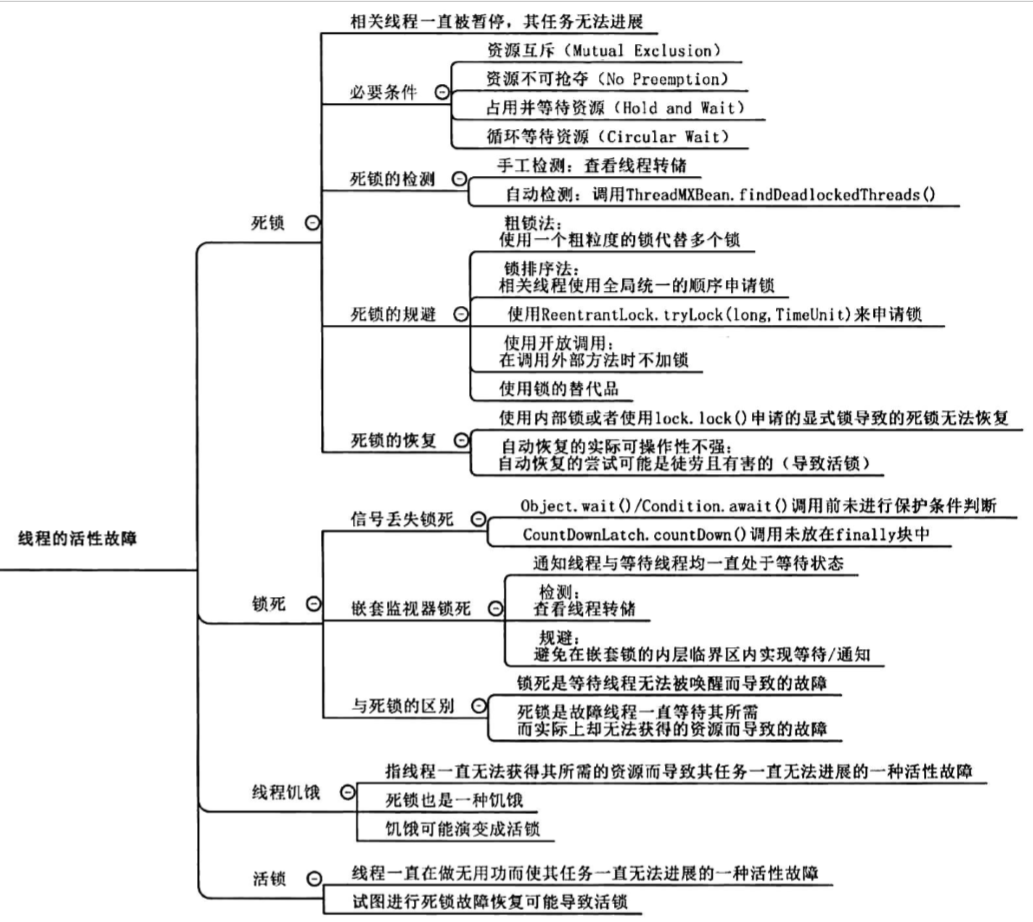 相关线程一直被暂停，其任务无法进展
资源互斥（Mutual Exclusion）
资源不可抢夺（No Preemption）
必要条件
占用并等待资源（Hold and Wait）
循环等待资源（Circular Wait）
手工检测：查看线程转储
死锁的检测
自动检测：调用ThreadMXBean.findDeadlockedThreads()
死锁
粗锁法：
使用一个粗粒度的锁代替多个锁
锁排序法：
相关线程使用全局统一的顺序申请锁
死锁的规避
使用ReentrantLock.tryLock(long,TimeUnit)来申请锁
使用开放调用：
在调用外部方法时不加锁
使用锁的替代品
使用内部锁或者使用lock.lock()申请的显式锁导致的死锁无法恢复
死锁的恢复
自动恢复的实际可操作性不强：
自动恢复的尝试可能是徒劳且有害的（导致活锁）
线程的活性故障
Object.wait()/Condition.await()调用前未进行保护条件判断
信号丢失锁死
CountDownLatch.countDown()调用未放在finally块中
通知线程与等待线程均一直处于等待状态
锁死
嵌套监视器锁死
检测：
查看线程转储
规避：
避免在嵌套锁的内层临界区内实现等待/通知
锁死是等待线程无法被唤醒而导致的故障
与死锁的区别
死锁是故障线程一直等待其所需
而实际上却无法获得的资源而导致的故障
指线程一直无法获得其所需的资源而导致其任务一直无法进展的一种活性故障
线程饥饿
死锁也是一种饥饿
饥饿可能演变成活锁
线程一直在做无用功而使其任务一直无法进展的一种活性故障
活锁
试图进行死锁故障恢复可能导致活锁